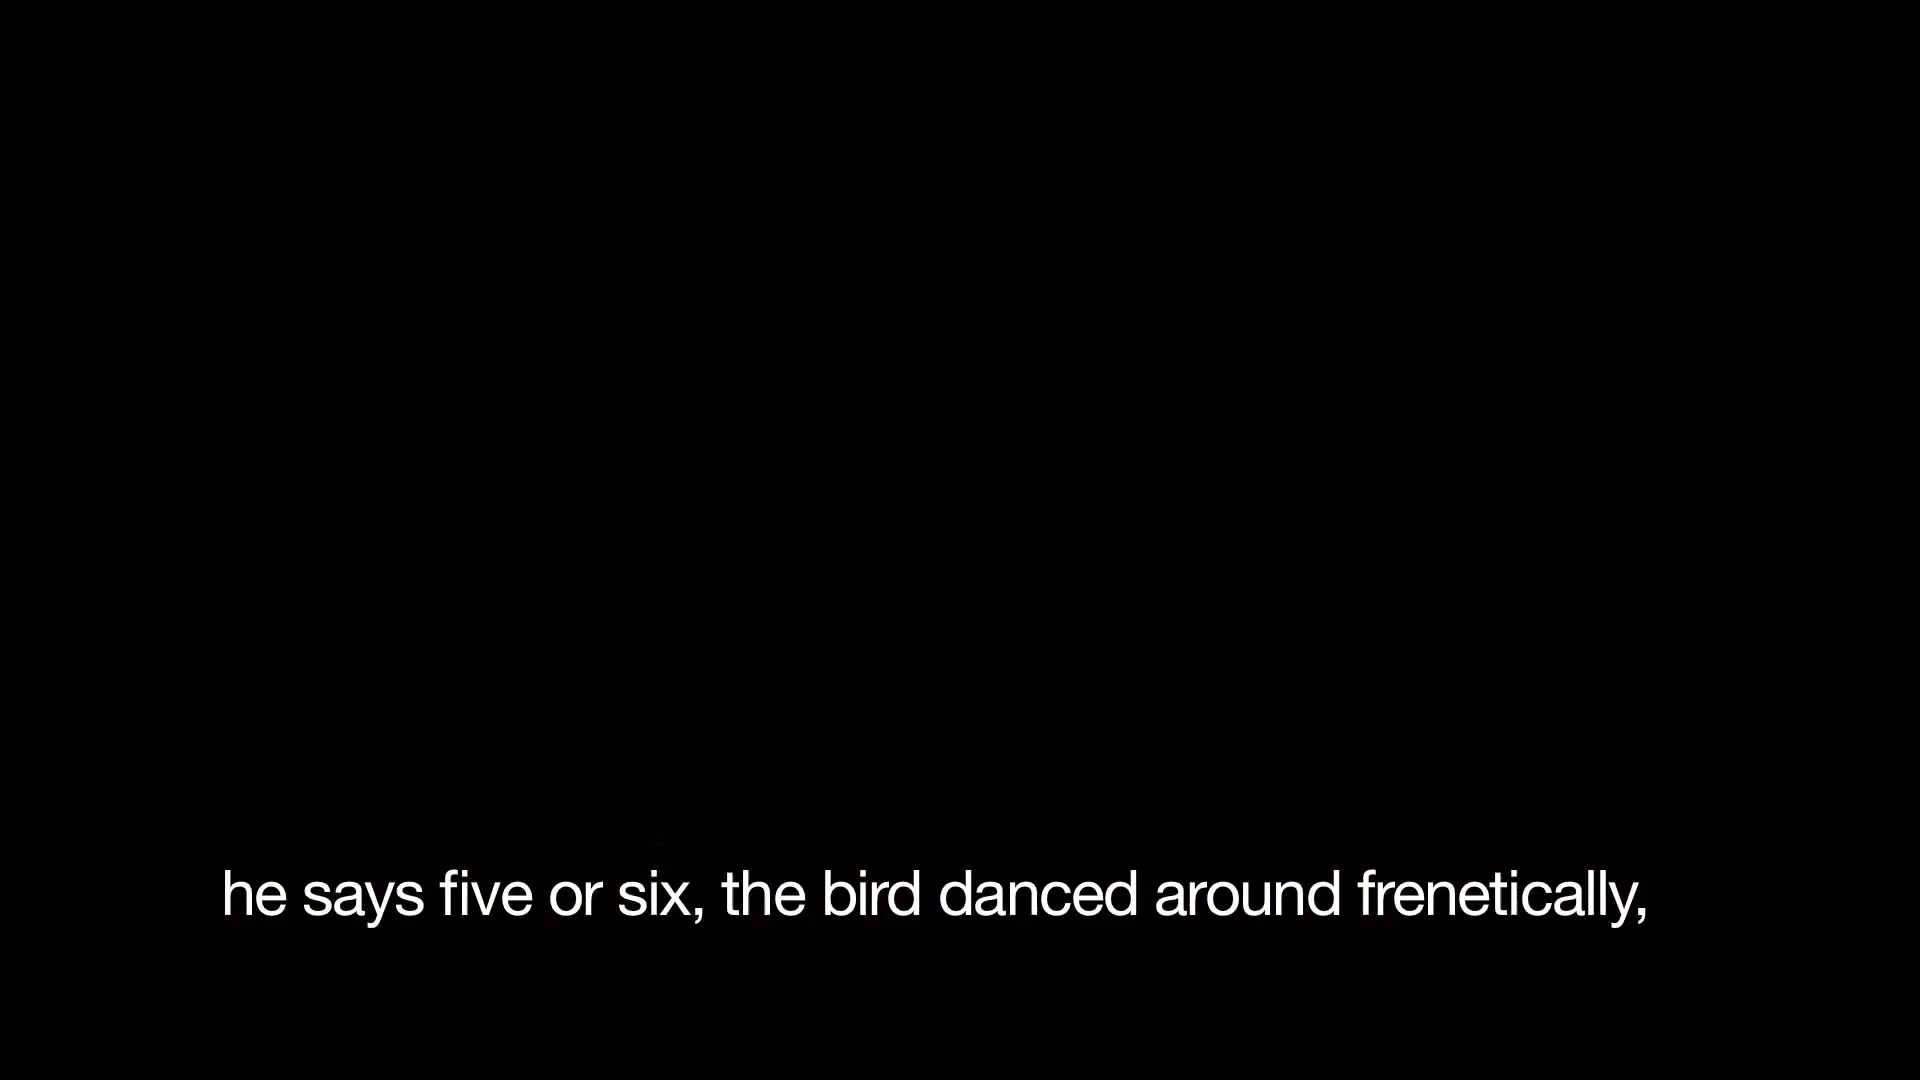 he says five or six, the bird danced around frenetically,